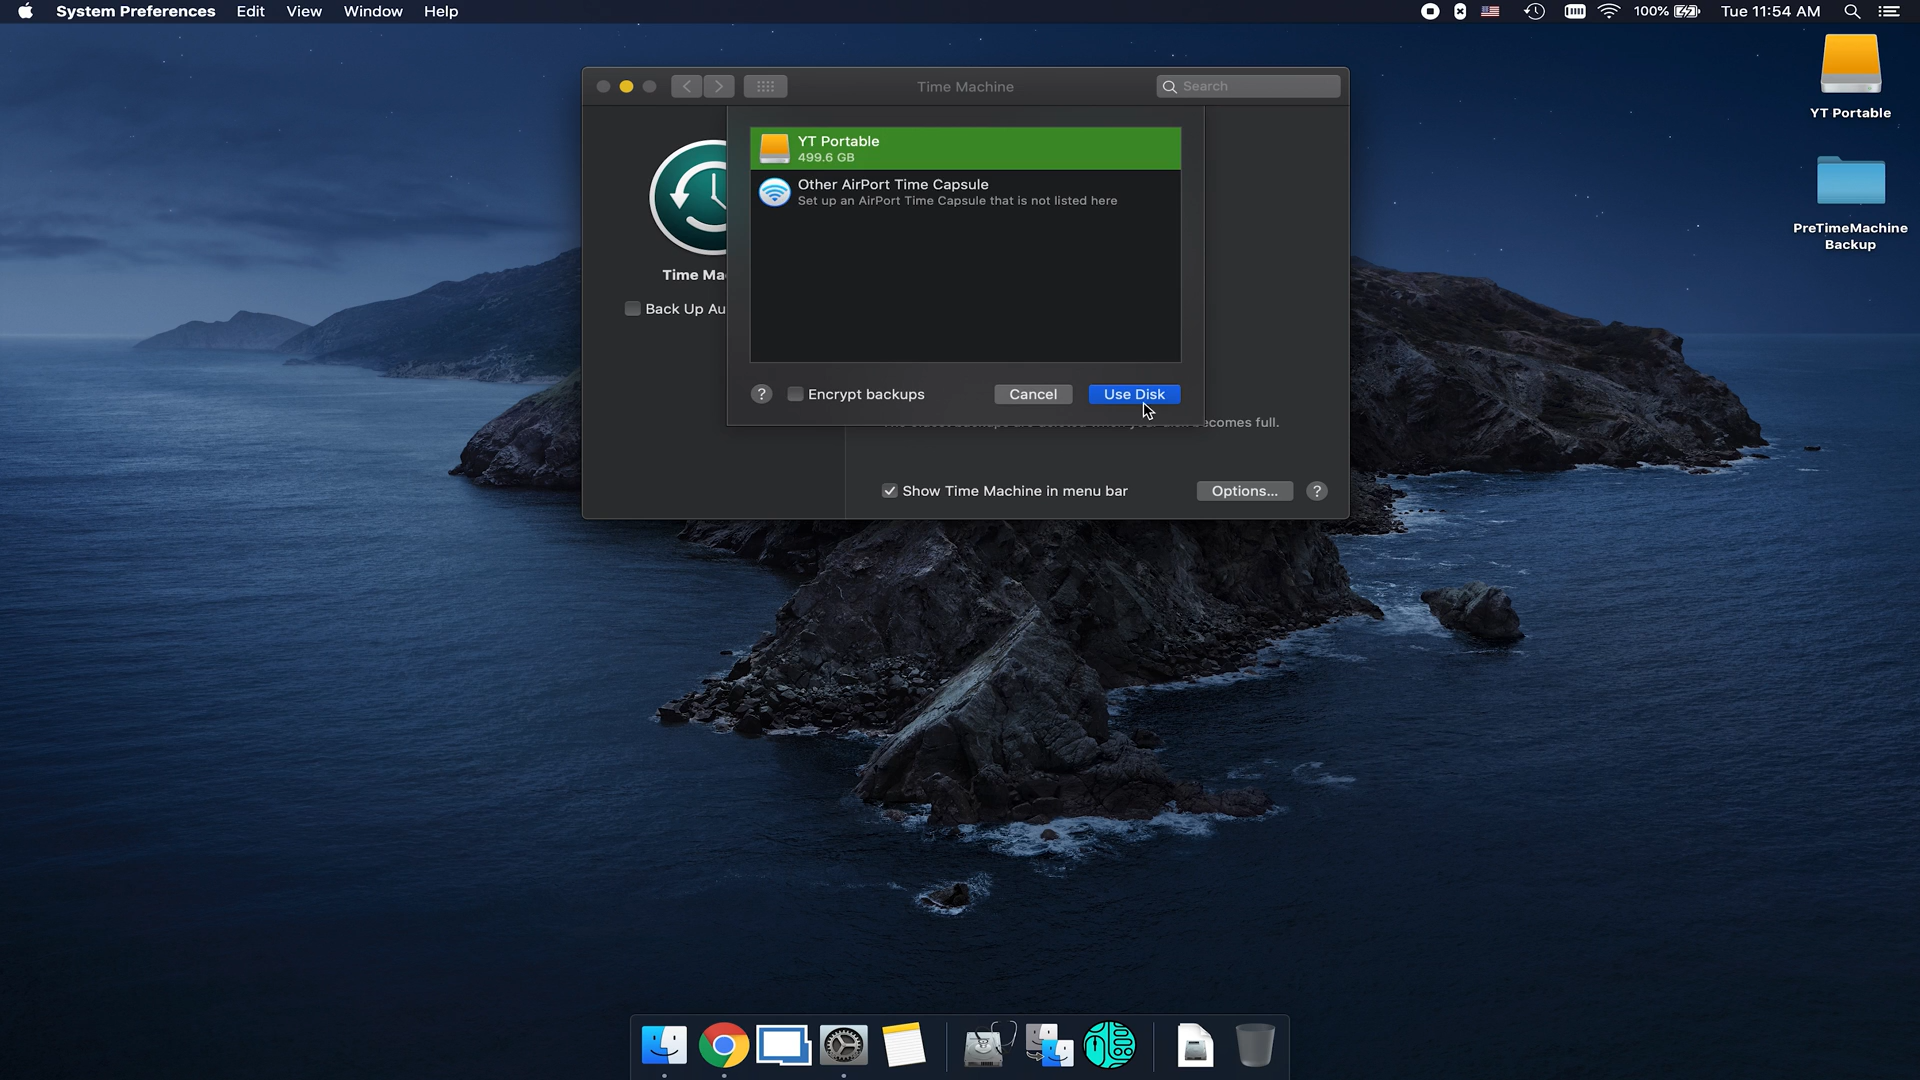 System Preferences Edit View Window Help
100% Tue 11:54 AM
Time Machine
Search
YT Portable
499.6 GB
Other AirPort Time Capsule
Set up an AirPort Time Capsule that is not listed here
Time Ma
Back Up Au
? Encrypt backups Cancel Use Disk
ecomes full.
Show Time Machine in menu bar Options... ?
YT Portable
PreTimeMachine
Backup